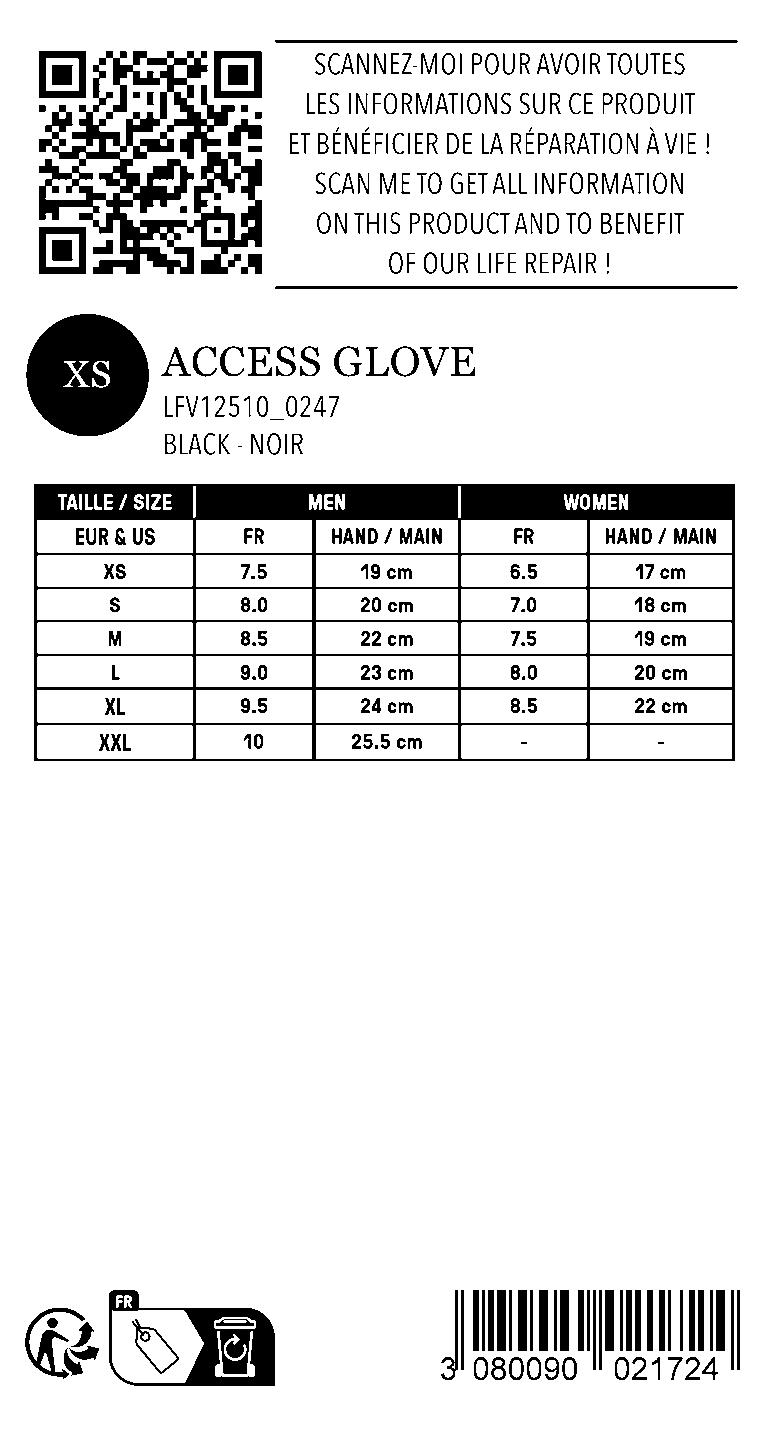 SCANNEZ-MOI POUR AVOIR TOUTES
LES INFORMATIONS SUR CE PRODUIT
ET BÉNÉFICIER DE LA RÉPARATION À VIE !
SCAN ME TO GET ALL INFORMATION
ON THIS PRODUCT AND TO BENEFIT
OF OUR LIFE REPAIR !
XS
ACCESS GLOVE
LFV12510_0247
BLACK - NOIR
TAILLE / SIZE MEN WOMEN
EUR & US FR HAND / MAIN FR HAND / MAIN
XS 7.5 19 cm 6.5 17 cm
S 8.0 20 cm 7.0 18 cm
M 8.5 22 cm 7.5 19 cm
L 9.0 23 cm 8.0 20 cm
XL 9.5 24 cm 8.5 22 cm
XXL 10 25.5 cm - -
FR
3 080090 021724